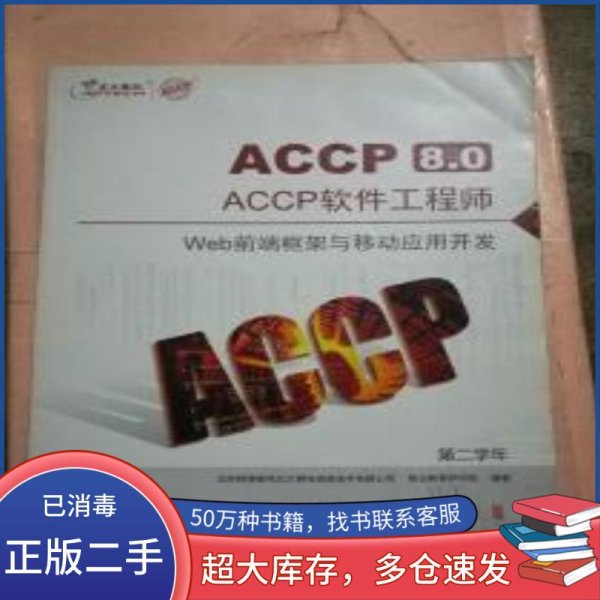 ACCP 8.0
ACCP软件工程师
Web前端框架与移动应用开发
ACCP
第二学年
已消毒
正版二手
50万种书籍，找书联系客服
超大库存，多仓速发